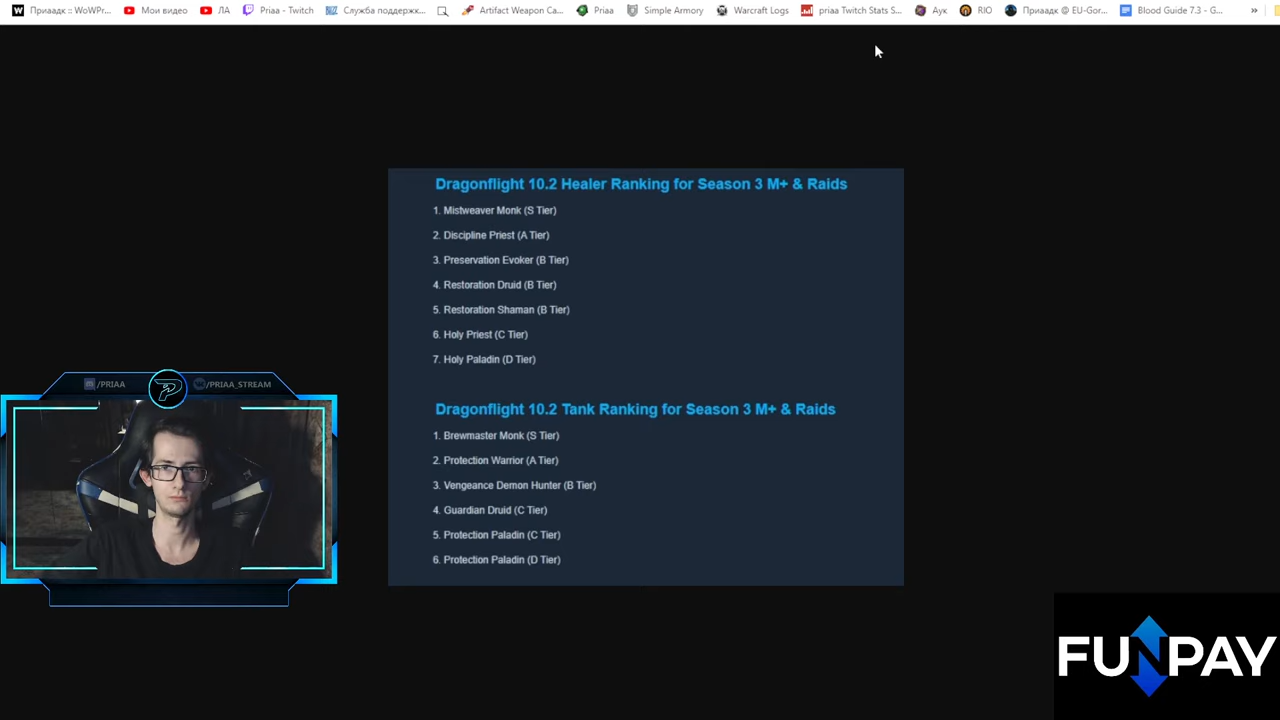 Приаадк :: WoWPr...
Мои видео
ЛА
Priaa - Twitch
Служба поддержк...
Artifact Weapon Ca...
Priaa
Simple Armory
Warcraft Logs
priaa Twitch Stats S...
Аук
RIO
Приаадк @ EU-Gor...
Blood Guide 7.3 - G...
»
Dragonflight 10.2 Healer Ranking for Season 3 M+ & Raids
1. Mistweaver Monk (S Tier)
2. Discipline Priest (A Tier)
3. Preservation Evoker (B Tier)
4. Restoration Druid (B Tier)
5. Restoration Shaman (B Tier)
6. Holy Priest (C Tier)
7. Holy Paladin (D Tier)
/PRIAA
/PRIAA_STREAM
Dragonflight 10.2 Tank Ranking for Season 3 M+ & Raids
1. Brewmaster Monk (S Tier)
2. Protection Warrior (A Tier)
3. Vengeance Demon Hunter (B Tier)
4. Guardian Druid (C Tier)
5. Protection Paladin (C Tier)
6. Protection Paladin (D Tier)
FUNPAY